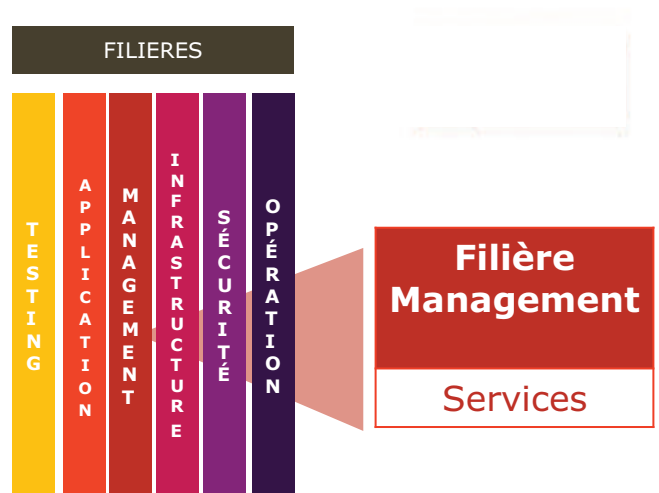 FILIERES
TESTING
APPLICATION
MANAGEMENT
INFRASTRUCTURE
SÉCURITÉ
OPÉRATION
Filière
Management
Services